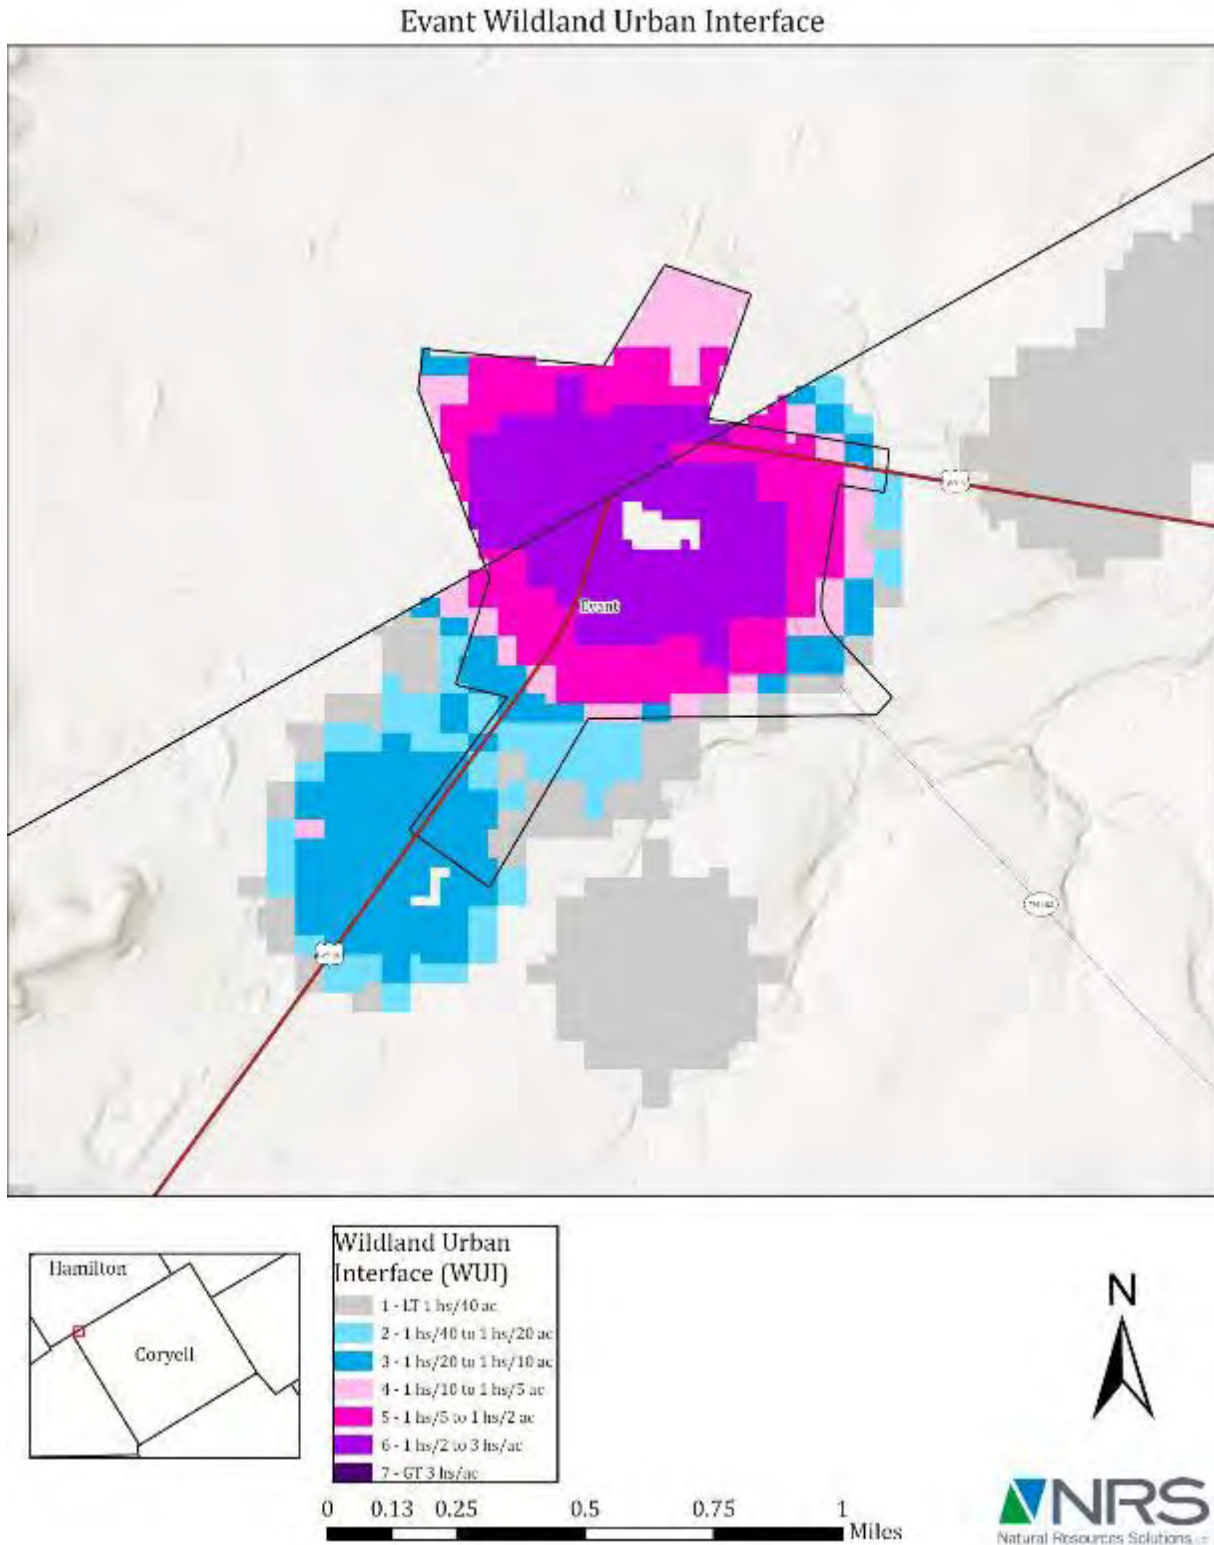 Evant Wildland Urban Interface
Evant
Hamilton
Coryell
Wildland Urban
Interface (WUI)
1 - LT 1 hs/40 ac
2 - 1 hs/40 to 1 hs/20 ac
3 - 1 hs/20 to 1 hs/10 ac
4 - 1 hs/10 to 1 hs/5 ac
5 - 1 hs/5 to 1 hs/2 ac
6 - 1 hs/2 to 3 hs/ac
7 - GT 3 hs/ac
N
0 0.13 0.25 0.5 0.75 1
Miles
NRS
Natural Resources Solutions